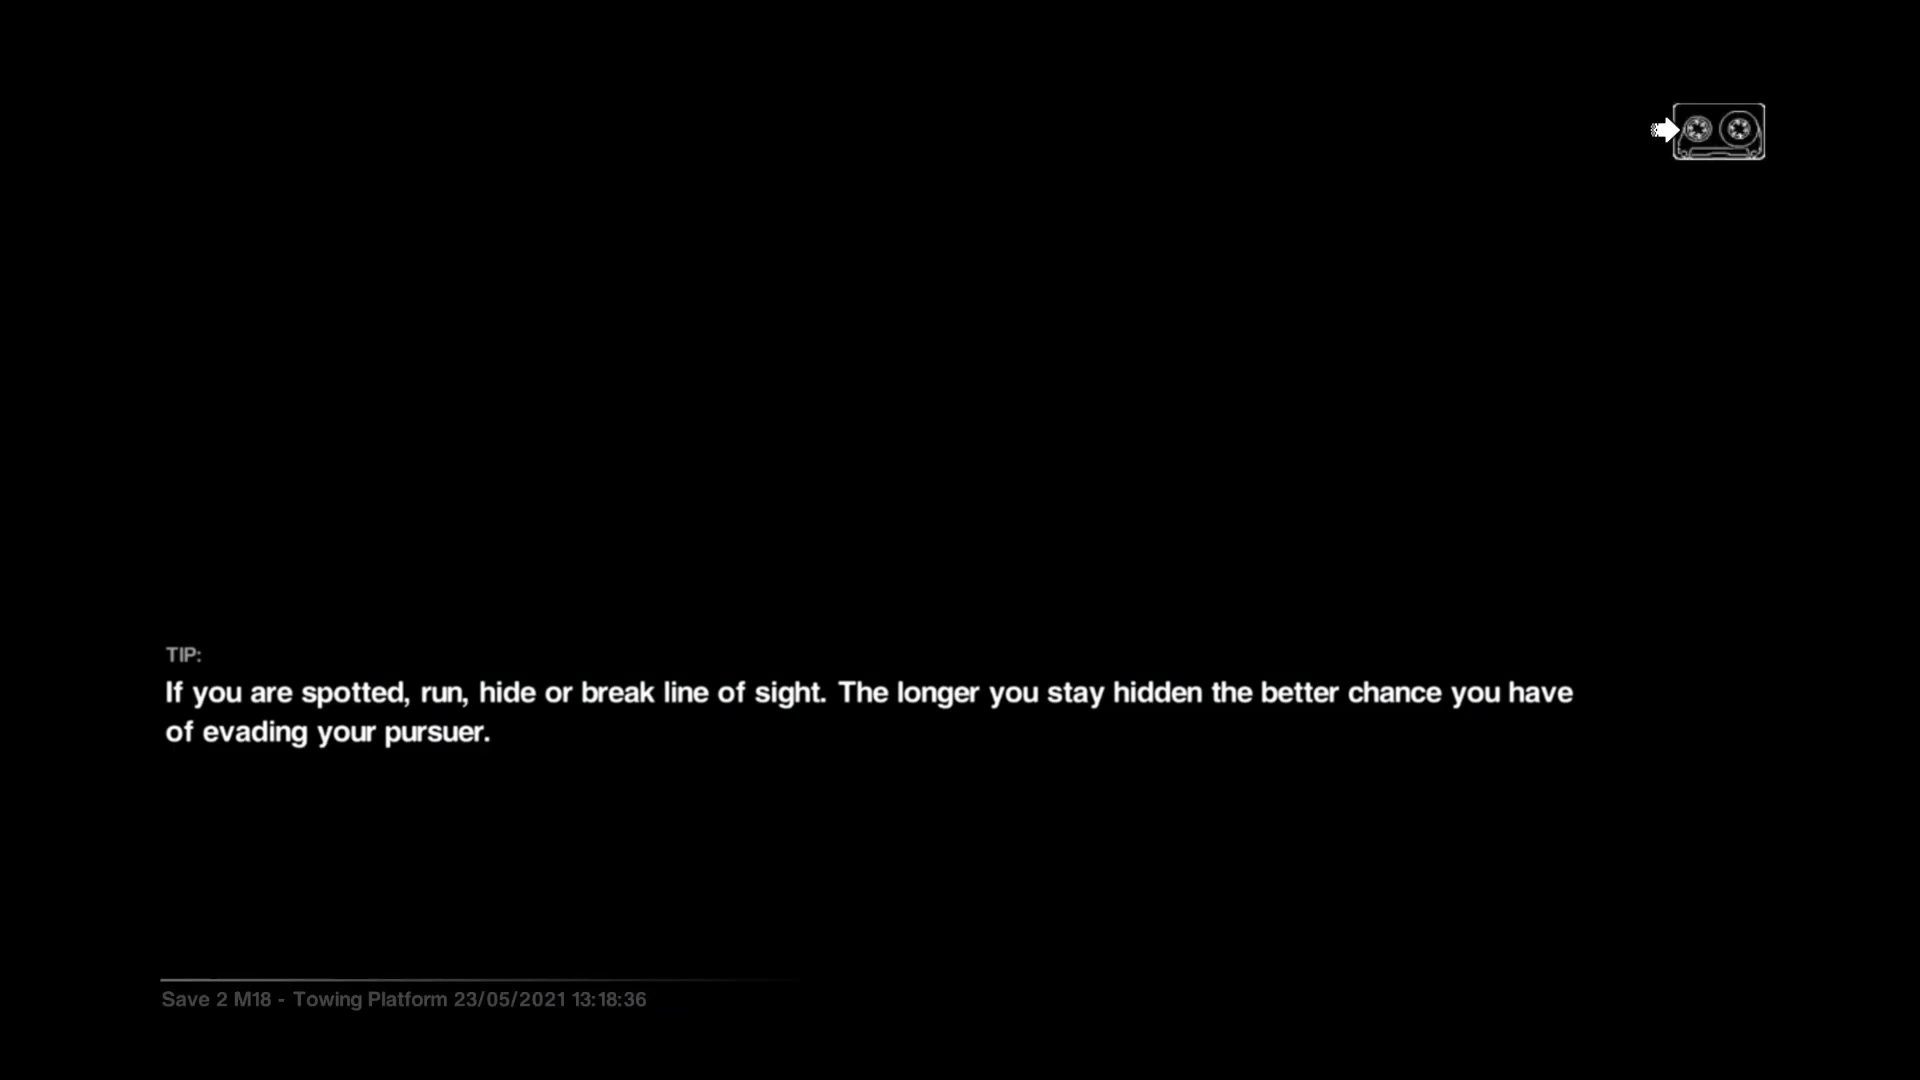 TIP:
If you are spotted, run, hide or break line of sight. The longer you stay hidden the better chance you have
of evading your pursuer.
Save 2 M18 - Towing Platform 23/05/2021 13:18:36